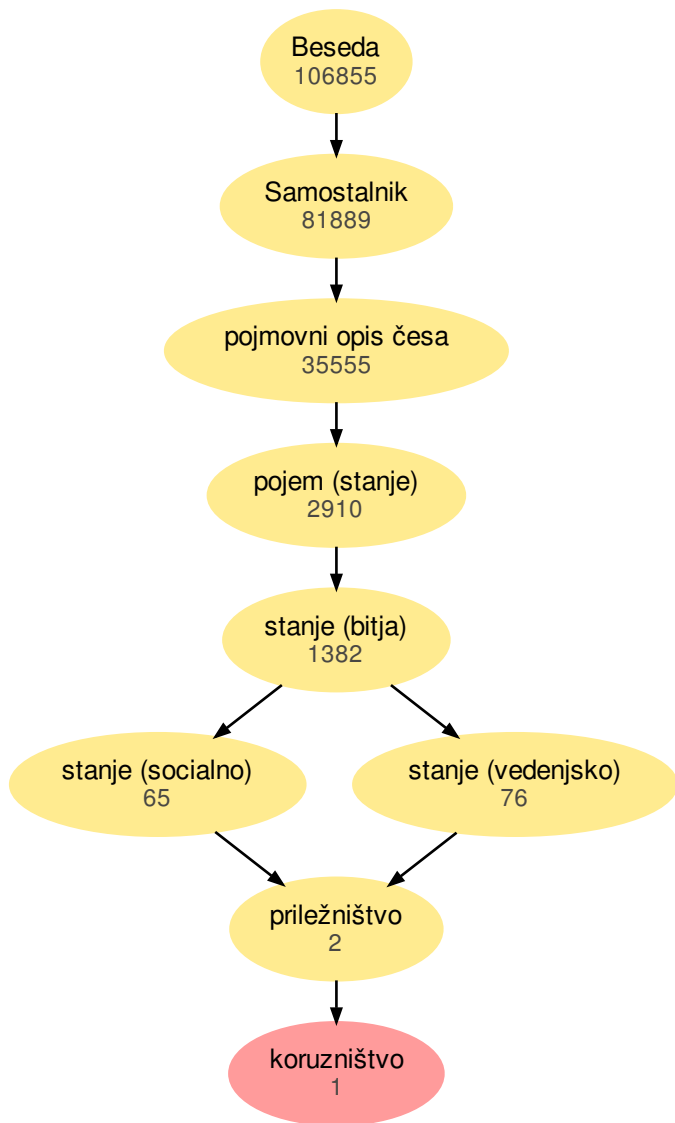 Beseda
106855
Samostalnik
81889
pojmovni opis česa
35555
pojem (stanje)
2910
stanje (bitja)
1382
stanje (socialno)
65
stanje (vedenjsko)
76
priležništvo
2
koruzništvo
1